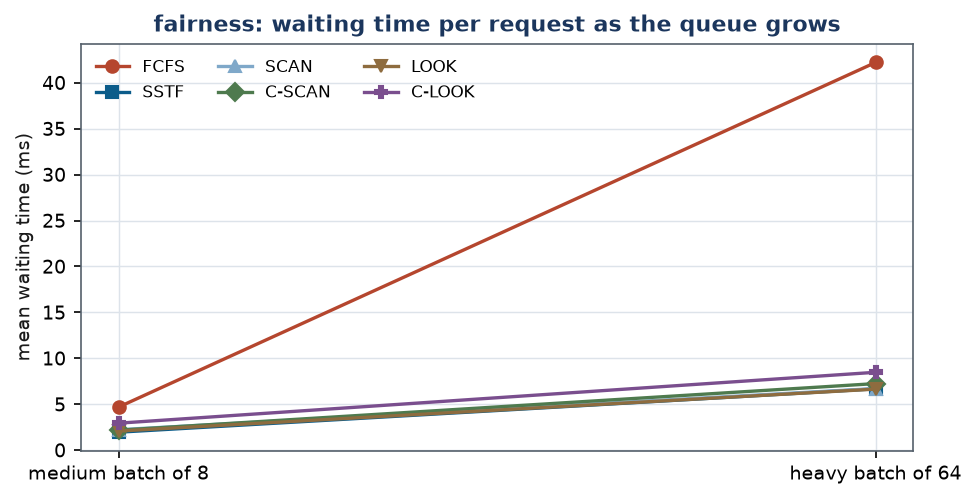 fairness: waiting time per request as the queue grows
FCFS SCAN LOOK
SSTF C-SCAN C-LOOK
mean waiting time (ms)
40
35
30
25
20
15
10
5
0
medium batch of 8 heavy batch of 64